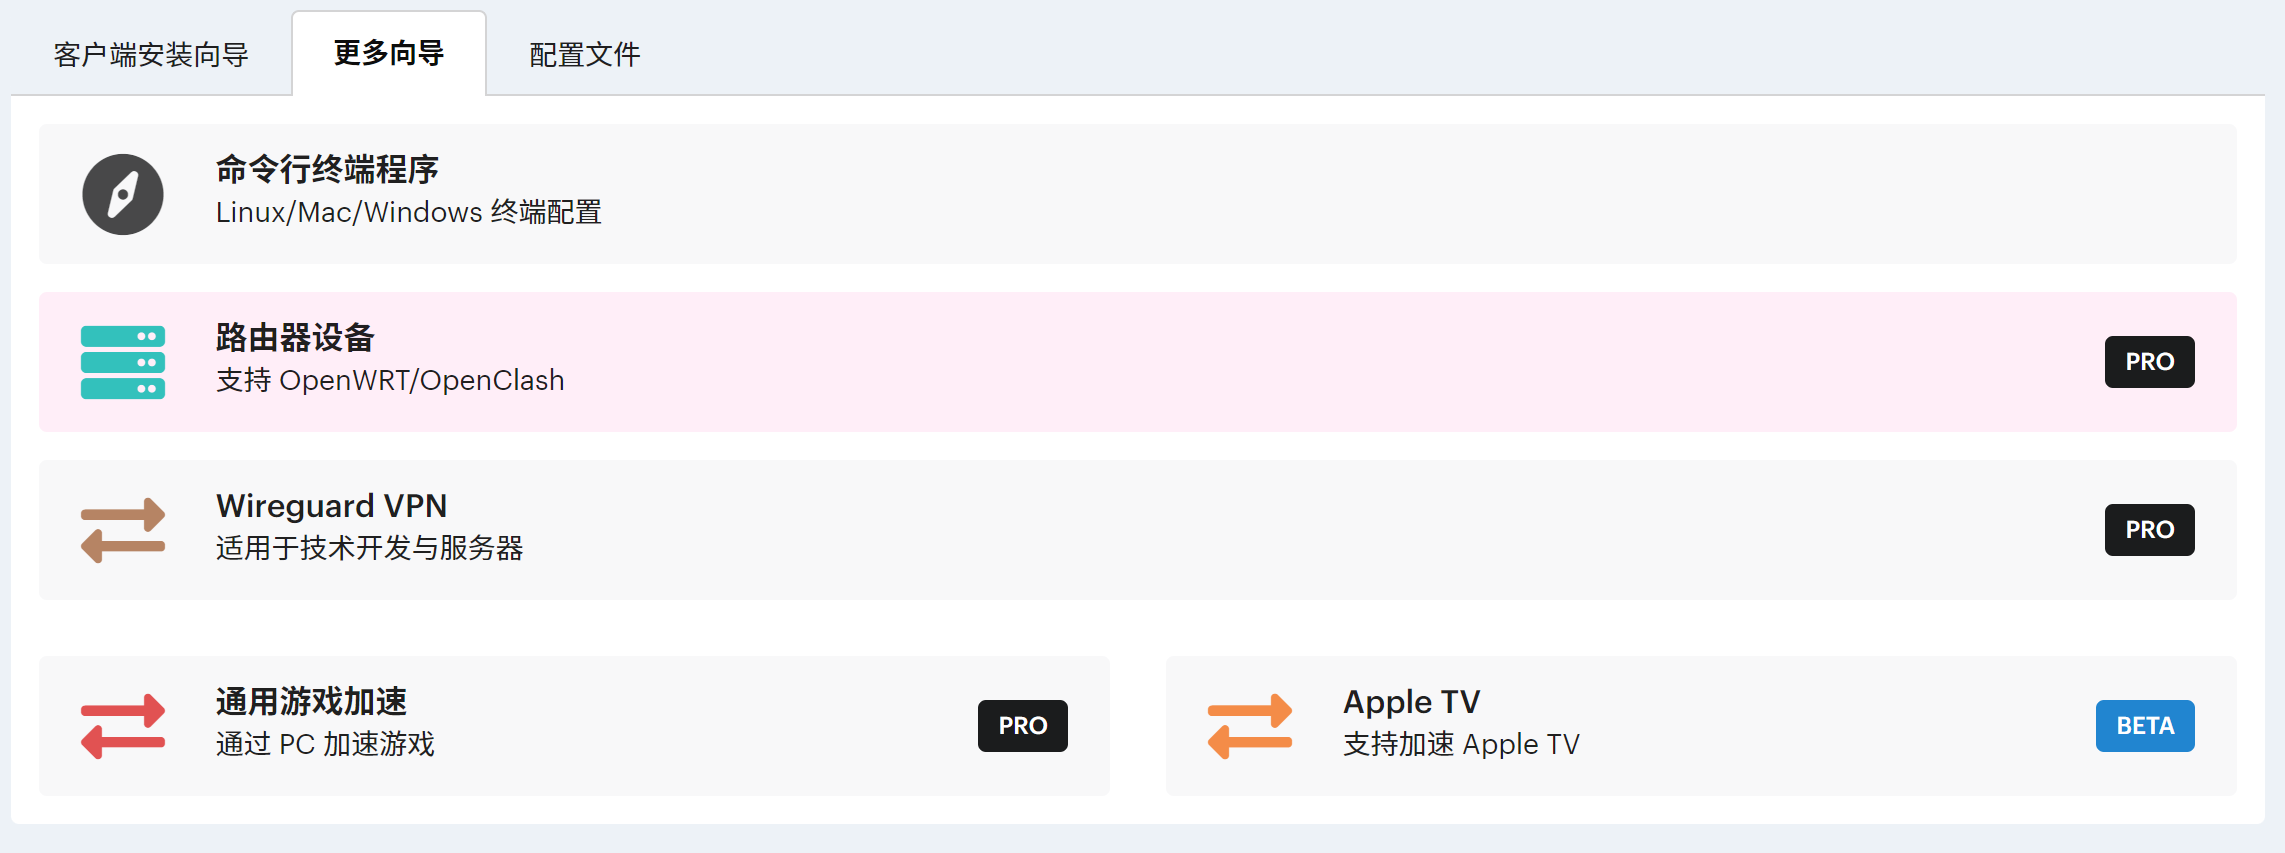 客户端安装向导
更多向导
配置文件
命令行终端程序
Linux/Mac/Windows 终端配置
路由器设备
支持 OpenWRT/OpenClash
PRO
Wireguard VPN
适用于技术开发与服务器
PRO
通用游戏加速
通过 PC 加速游戏
PRO
Apple TV
支持加速 Apple TV
BETA